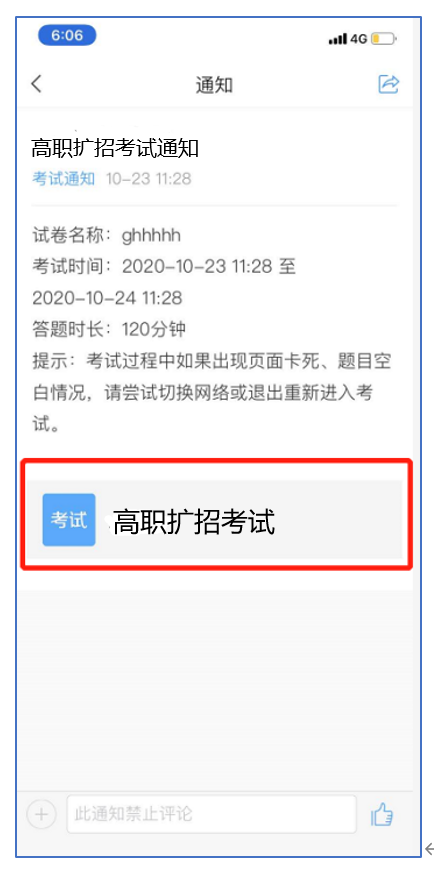 6:06
4G
通知
高职扩招考试通知
考试通知 10-23 11:28
试卷名称：ghhhhh
考试时间：2020-10-23 11:28 至
2020-10-24 11:28
答题时长：120分钟
提示：考试过程中如果出现页面卡死、题目空
白情况，请尝试切换网络或退出重新进入考
试。
考试 高职扩招考试
此通知禁止评论